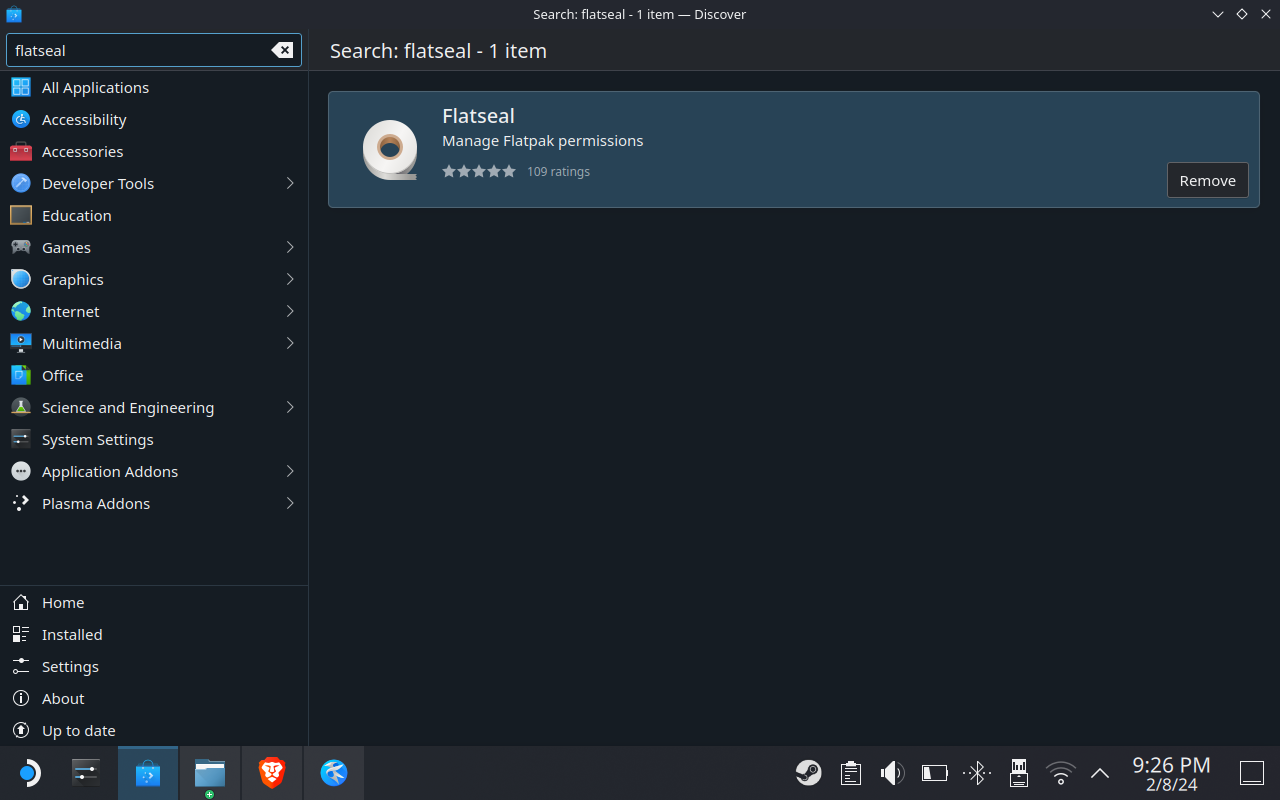 Search: flatseal - 1 item — Discover
flatseal
Search: flatseal - 1 item
All Applications
Accessibility
Accessories
Developer Tools
Education
Games
Graphics
Internet
Multimedia
Office
Science and Engineering
System Settings
Application Addons
Plasma Addons
Home
Installed
Settings
About
Up to date
Flatseal
Manage Flatpak permissions
109 ratings
Remove
9:26 PM
2/8/24